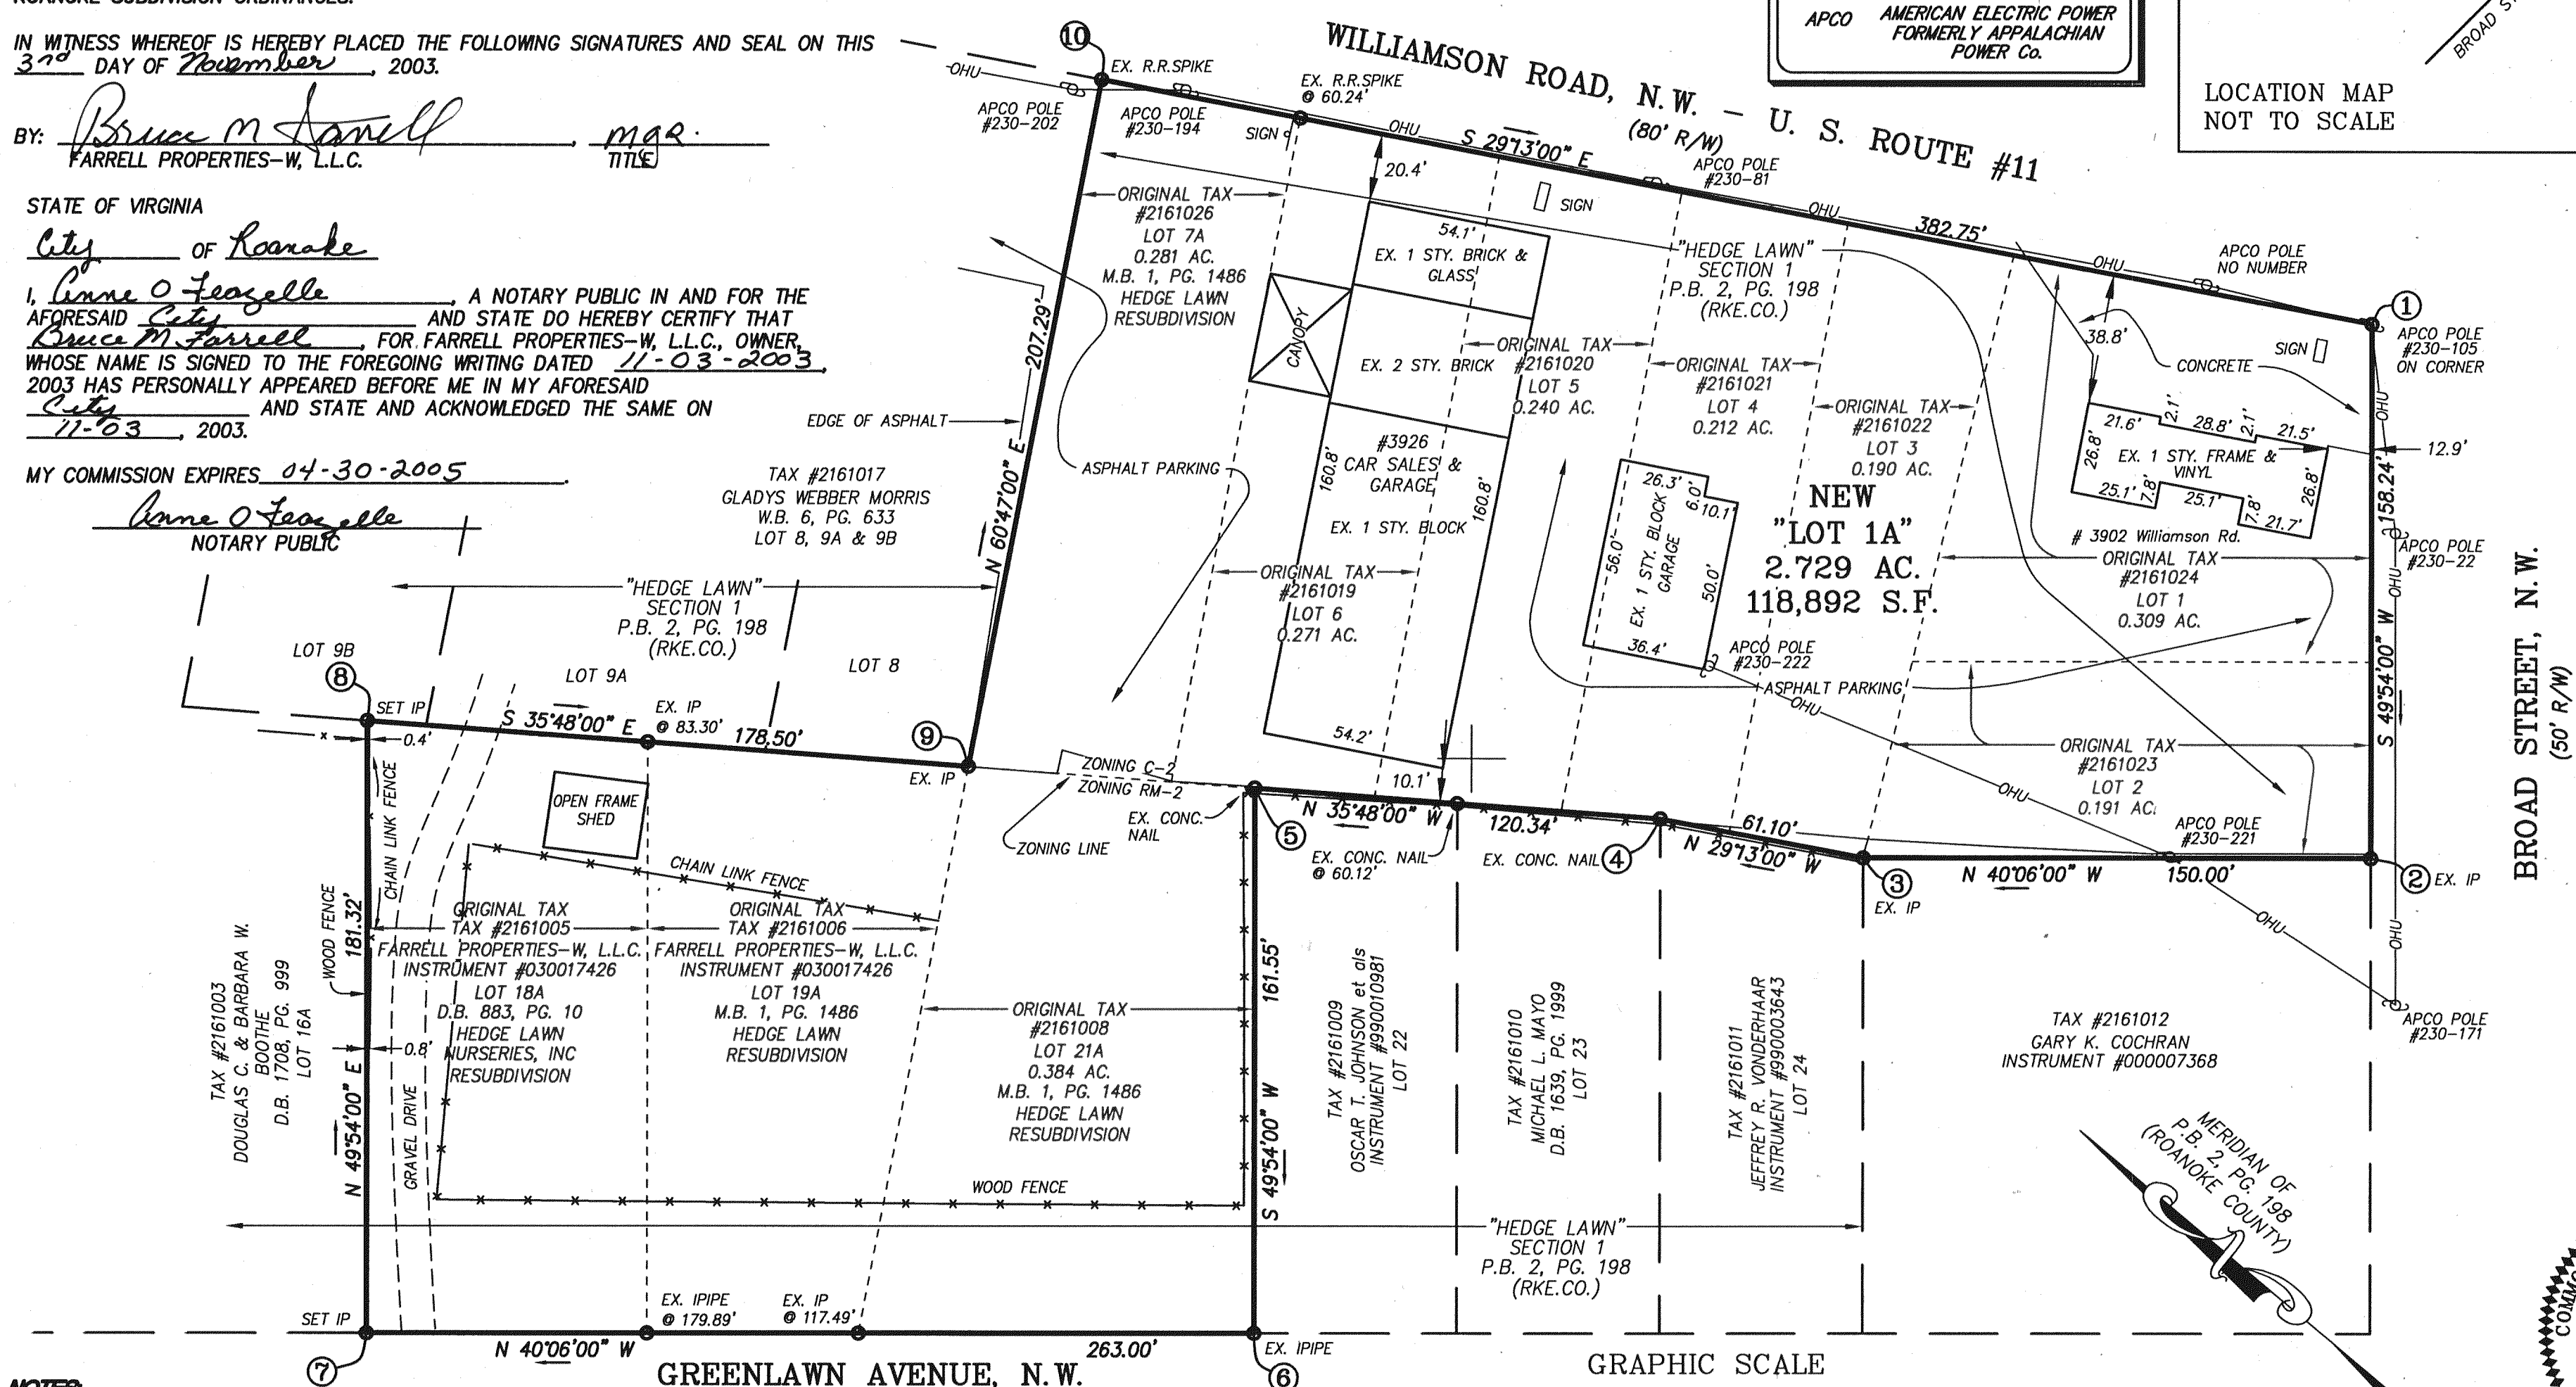 IN WITNESS WHEREOF IS HEREBY PLACED THE FOLLOWING SIGNATURES AND SEAL ON THIS
3rd DAY OF November, 2003.
BY: Bruce M Farrell, mgr.
FARRELL PROPERTIES-W, L.L.C. TITLE
STATE OF VIRGINIA
City OF Roanoke
I, Anne O Feazelle, A NOTARY PUBLIC IN AND FOR THE
AFORESAID City AND STATE DO HEREBY CERTIFY THAT
Bruce M. Farrell, FOR FARRELL PROPERTIES-W, L.L.C., OWNER,
WHOSE NAME IS SIGNED TO THE FOREGOING WRITING DATED 11-03-2003,
2003 HAS PERSONALLY APPEARED BEFORE ME IN MY AFORESAID
City AND STATE AND ACKNOWLEDGED THE SAME ON
11-03, 2003.
MY COMMISSION EXPIRES 04-30-2005.
Anne O Feazelle
NOTARY PUBLIC
APCO AMERICAN ELECTRIC POWER
FORMERLY APPALACHIAN
POWER Co.
BROAD
LOCATION MAP
NOT TO SCALE
WILLIAMSON ROAD, N.W. - U. S. ROUTE #11
(80' R/W)
10
EX. R.R.SPIKE
OHU
APCO POLE
#230-202
APCO POLE
#230-194
EX. R.R.SPIKE
@ 60.24'
SIGN
OHU
S 29°13'00" E
APCO POLE
#230-81
OHU
382.75'
OHU
APCO POLE
NO NUMBER
1
APCO POLE
#230-105
ON CORNER
20.4'
SIGN
ORIGINAL TAX
#2161026
LOT 7A
0.281 AC.
M.B. 1, PG. 1486
HEDGE LAWN
RESUBDIVISION
54.1'
EX. 1 STY. BRICK &
GLASS
CANOPY
EX. 2 STY. BRICK
#3926
CAR SALES &
GARAGE
160.8'
160.8'
EX. 1 STY. BLOCK
"HEDGE LAWN"
SECTION 1
P.B. 2, PG. 198
(RKE.CO.)
ORIGINAL TAX
#2161020
LOT 5
0.240 AC.
ORIGINAL TAX
#2161021
LOT 4
0.212 AC.
ORIGINAL TAX
#2161022
LOT 3
0.190 AC.
38.8'
CONCRETE
SIGN
OHU
21.6'
2.1'
28.8'
2.1'
21.5'
12.9'
26.8'
EX. 1 STY. FRAME &
VINYL
26.8'
25.1'
7.8'
25.1'
7.8'
21.7'
# 3902 Williamson Rd.
ORIGINAL TAX
#2161024
LOT 1
0.309 AC.
158.24'
APCO POLE
#230-22
OHU
S 49°54'00" W
BROAD STREET, N.W.
(50' R/W)
NEW
"LOT 1A"
2.729 AC.
118,892 S.F.
26.3'
6.0'
10.1'
56.0'
EX. 1 STY. BLOCK
GARAGE
50.0'
36.4'
APCO POLE
#230-222
ASPHALT PARKING
OHU
ORIGINAL TAX
#2161023
LOT 2
0.191 AC.
OHU
APCO POLE
#230-221
207.29'
N 60°47'00" E
EDGE OF ASPHALT
ASPHALT PARKING
TAX #2161017
GLADYS WEBBER MORRIS
W.B. 6, PG. 633
LOT 8, 9A & 9B
"HEDGE LAWN"
SECTION 1
P.B. 2, PG. 198
(RKE.CO.)
LOT 9B
LOT 9A
LOT 8
ORIGINAL TAX
#2161019
LOT 6
0.271 AC.
54.2'
10.1'
8
SET IP
0.4'
S 35°48'00" E
EX. IP
@ 83.30'
178.50'
9
EX. IP
ZONING C-2
ZONING RM-2
ZONING LINE
EX. CONC.
NAIL
5
N 35°48'00" W
120.34'
EX. CONC. NAIL
@ 60.12'
EX. CONC. NAIL
4
61.10'
N 29°13'00" W
3
EX. IP
N 40°06'00" W
150.00'
2
EX. IP
OHU
OHU
APCO POLE
#230-171
OPEN FRAME
SHED
CHAIN LINK FENCE
CHAIN LINK FENCE
WOOD FENCE
181.32'
0.8'
N 49°54'00" E
GRAVEL DRIVE
TAX #2161003
DOUGLAS C. & BARBARA W.
BOOTHE
D.B. 1708, PG. 999
LOT 16A
ORIGINAL TAX
TAX #2161005
FARRELL PROPERTIES-W, L.L.C.
INSTRUMENT #030017426
LOT 18A
D.B. 883, PG. 10
HEDGE LAWN
NURSERIES, INC
RESUBDIVISION
ORIGINAL TAX
TAX #2161006
FARRELL PROPERTIES-W, L.L.C.
INSTRUMENT #030017426
LOT 19A
M.B. 1, PG. 1486
HEDGE LAWN
RESUBDIVISION
ORIGINAL TAX
#2161008
LOT 21A
0.384 AC.
M.B. 1, PG. 1486
HEDGE LAWN
RESUBDIVISION
WOOD FENCE
161.55'
S 49°54'00" W
TAX #2161009
OSCAR T. JOHNSON et als
INSTRUMENT #990010981
LOT 22
TAX #2161010
MICHAEL L. MAYO
D.B. 1639, PG. 1999
LOT 23
TAX #2161011
JEFFREY R. VONDERHAAR
INSTRUMENT #990003643
LOT 24
TAX #2161012
GARY K. COCHRAN
INSTRUMENT #000007368
MERIDIAN OF
P.B. 2, PG. 198
(ROANOKE COUNTY)
"HEDGE LAWN"
SECTION 1
P.B. 2, PG. 198
(RKE.CO.)
SET IP
EX. IPIPE
@ 179.89'
EX. IP
@ 117.49'
7
N 40°06'00" W
263.00'
EX. IPIPE
6
GREENLAWN AVENUE, N.W.
GRAPHIC SCALE